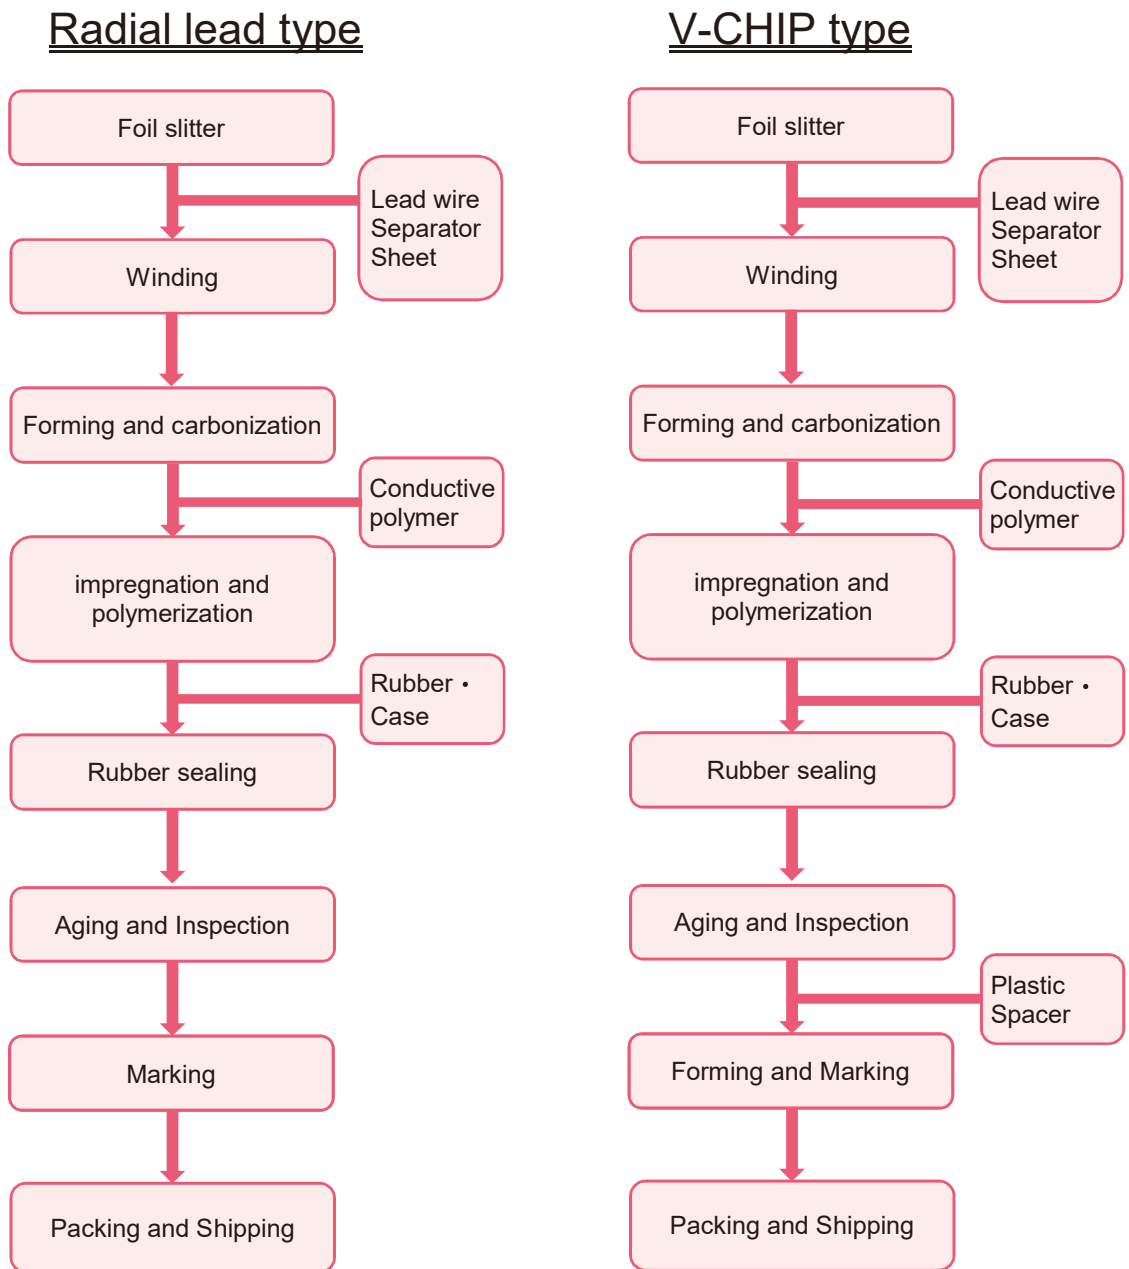 Radial lead type
Foil slitter
Lead wire
Separator
Sheet
Winding
Forming and carbonization
Conductive
polymer
impregnation and
polymerization
Rubber・
Case
Rubber sealing
Aging and Inspection
Marking
Packing and Shipping
V-CHIP type
Foil slitter
Lead wire
Separator
Sheet
Winding
Forming and carbonization
Conductive
polymer
impregnation and
polymerization
Rubber・
Case
Rubber sealing
Aging and Inspection
Plastic
Spacer
Forming and Marking
Packing and Shipping